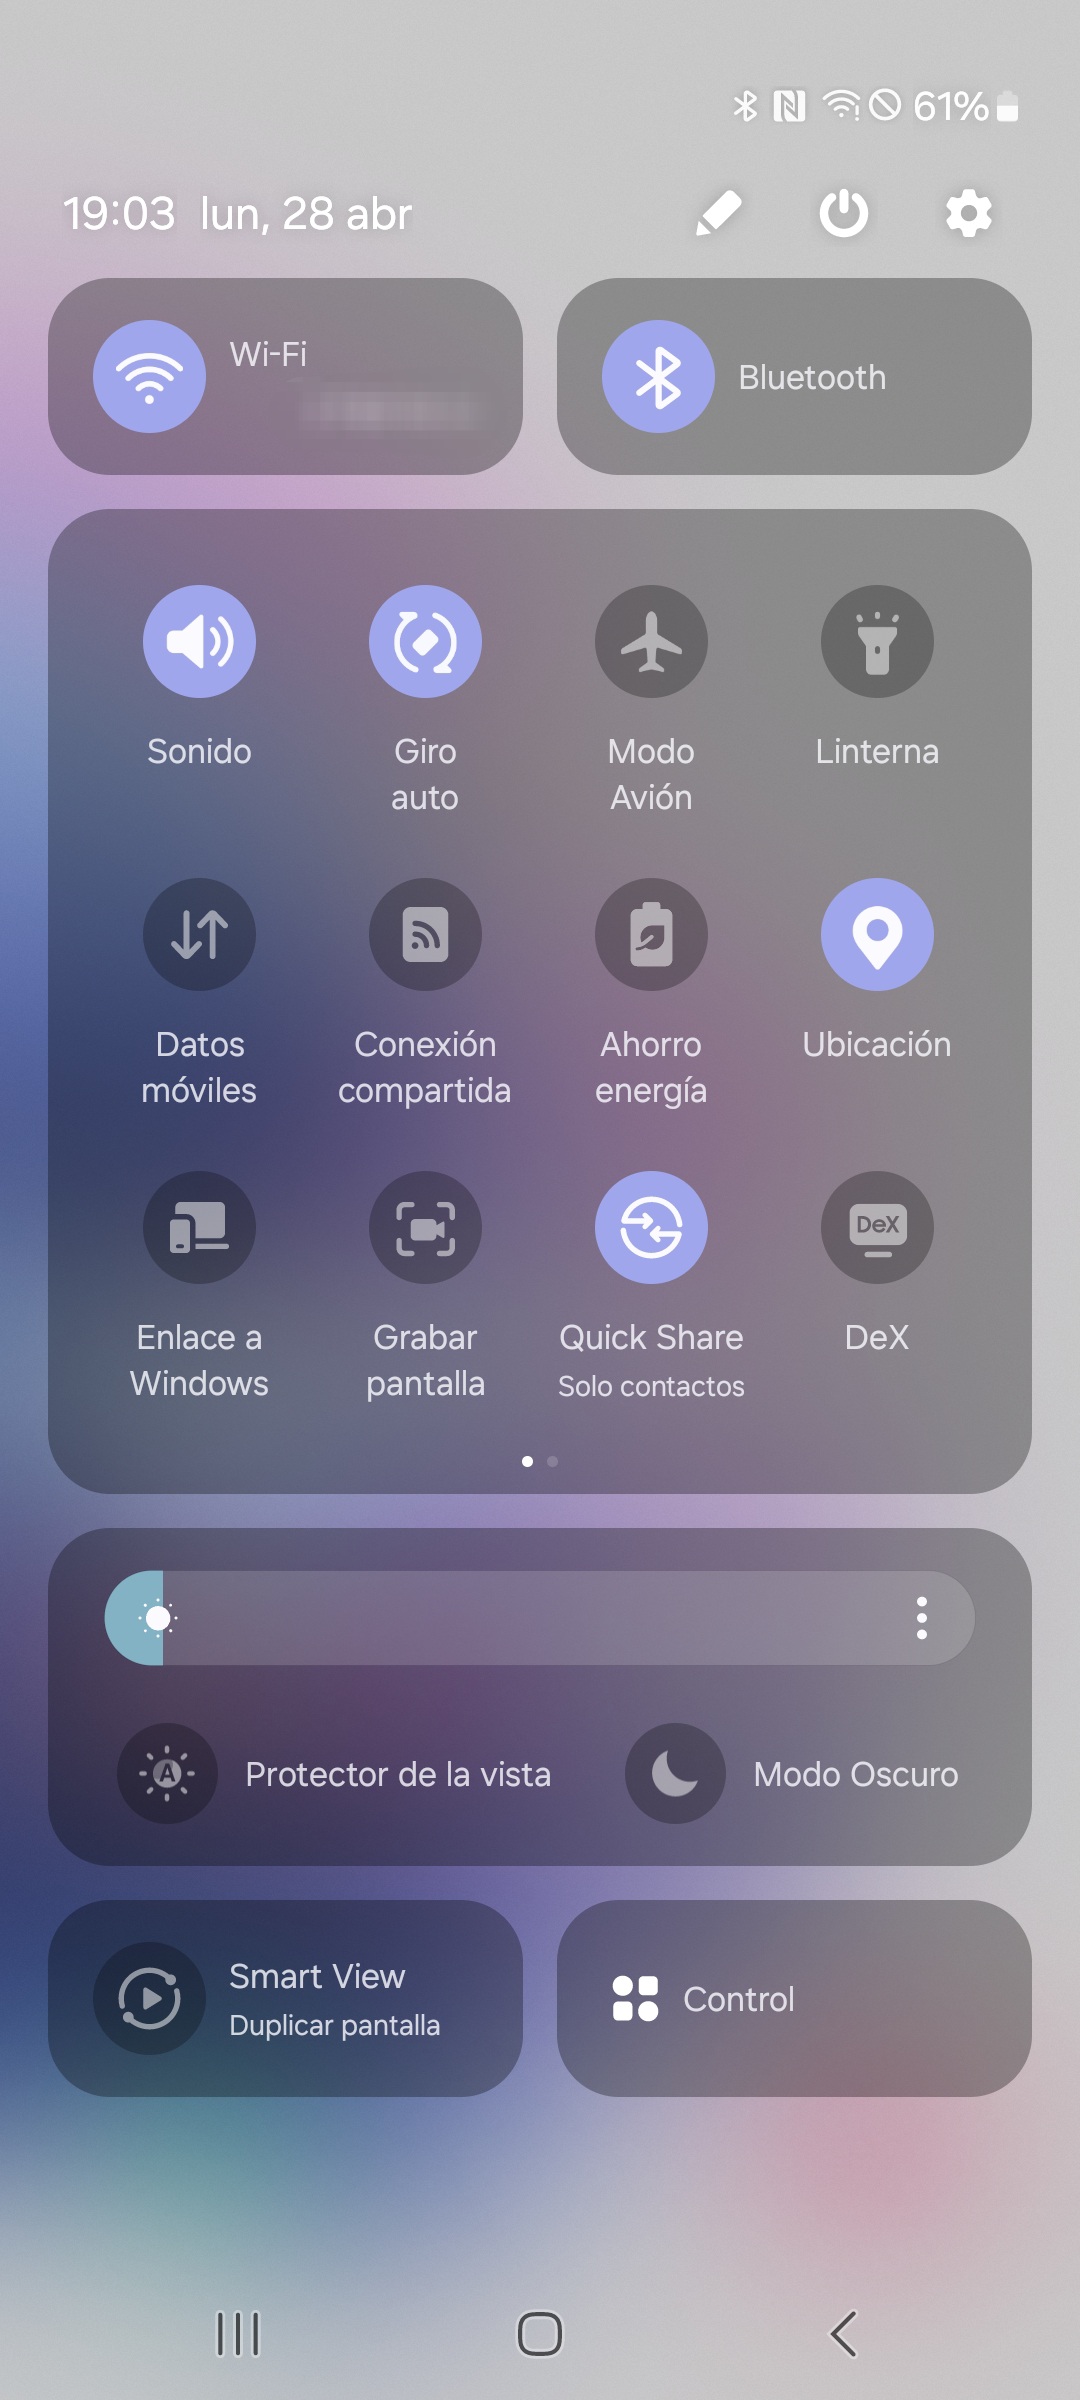 61%
19:03 lun, 28 abr
Wi-Fi
Bluetooth
Sonido
Giro
auto
Modo
Avión
Linterna
Datos
móviles
Conexión
compartida
Ahorro
energía
Ubicación
Enlace a
Windows
Grabar
pantalla
Quick Share
Solo contactos
DeX
DeX
A
Protector de la vista
Modo Oscuro
Smart View
Duplicar pantalla
Control